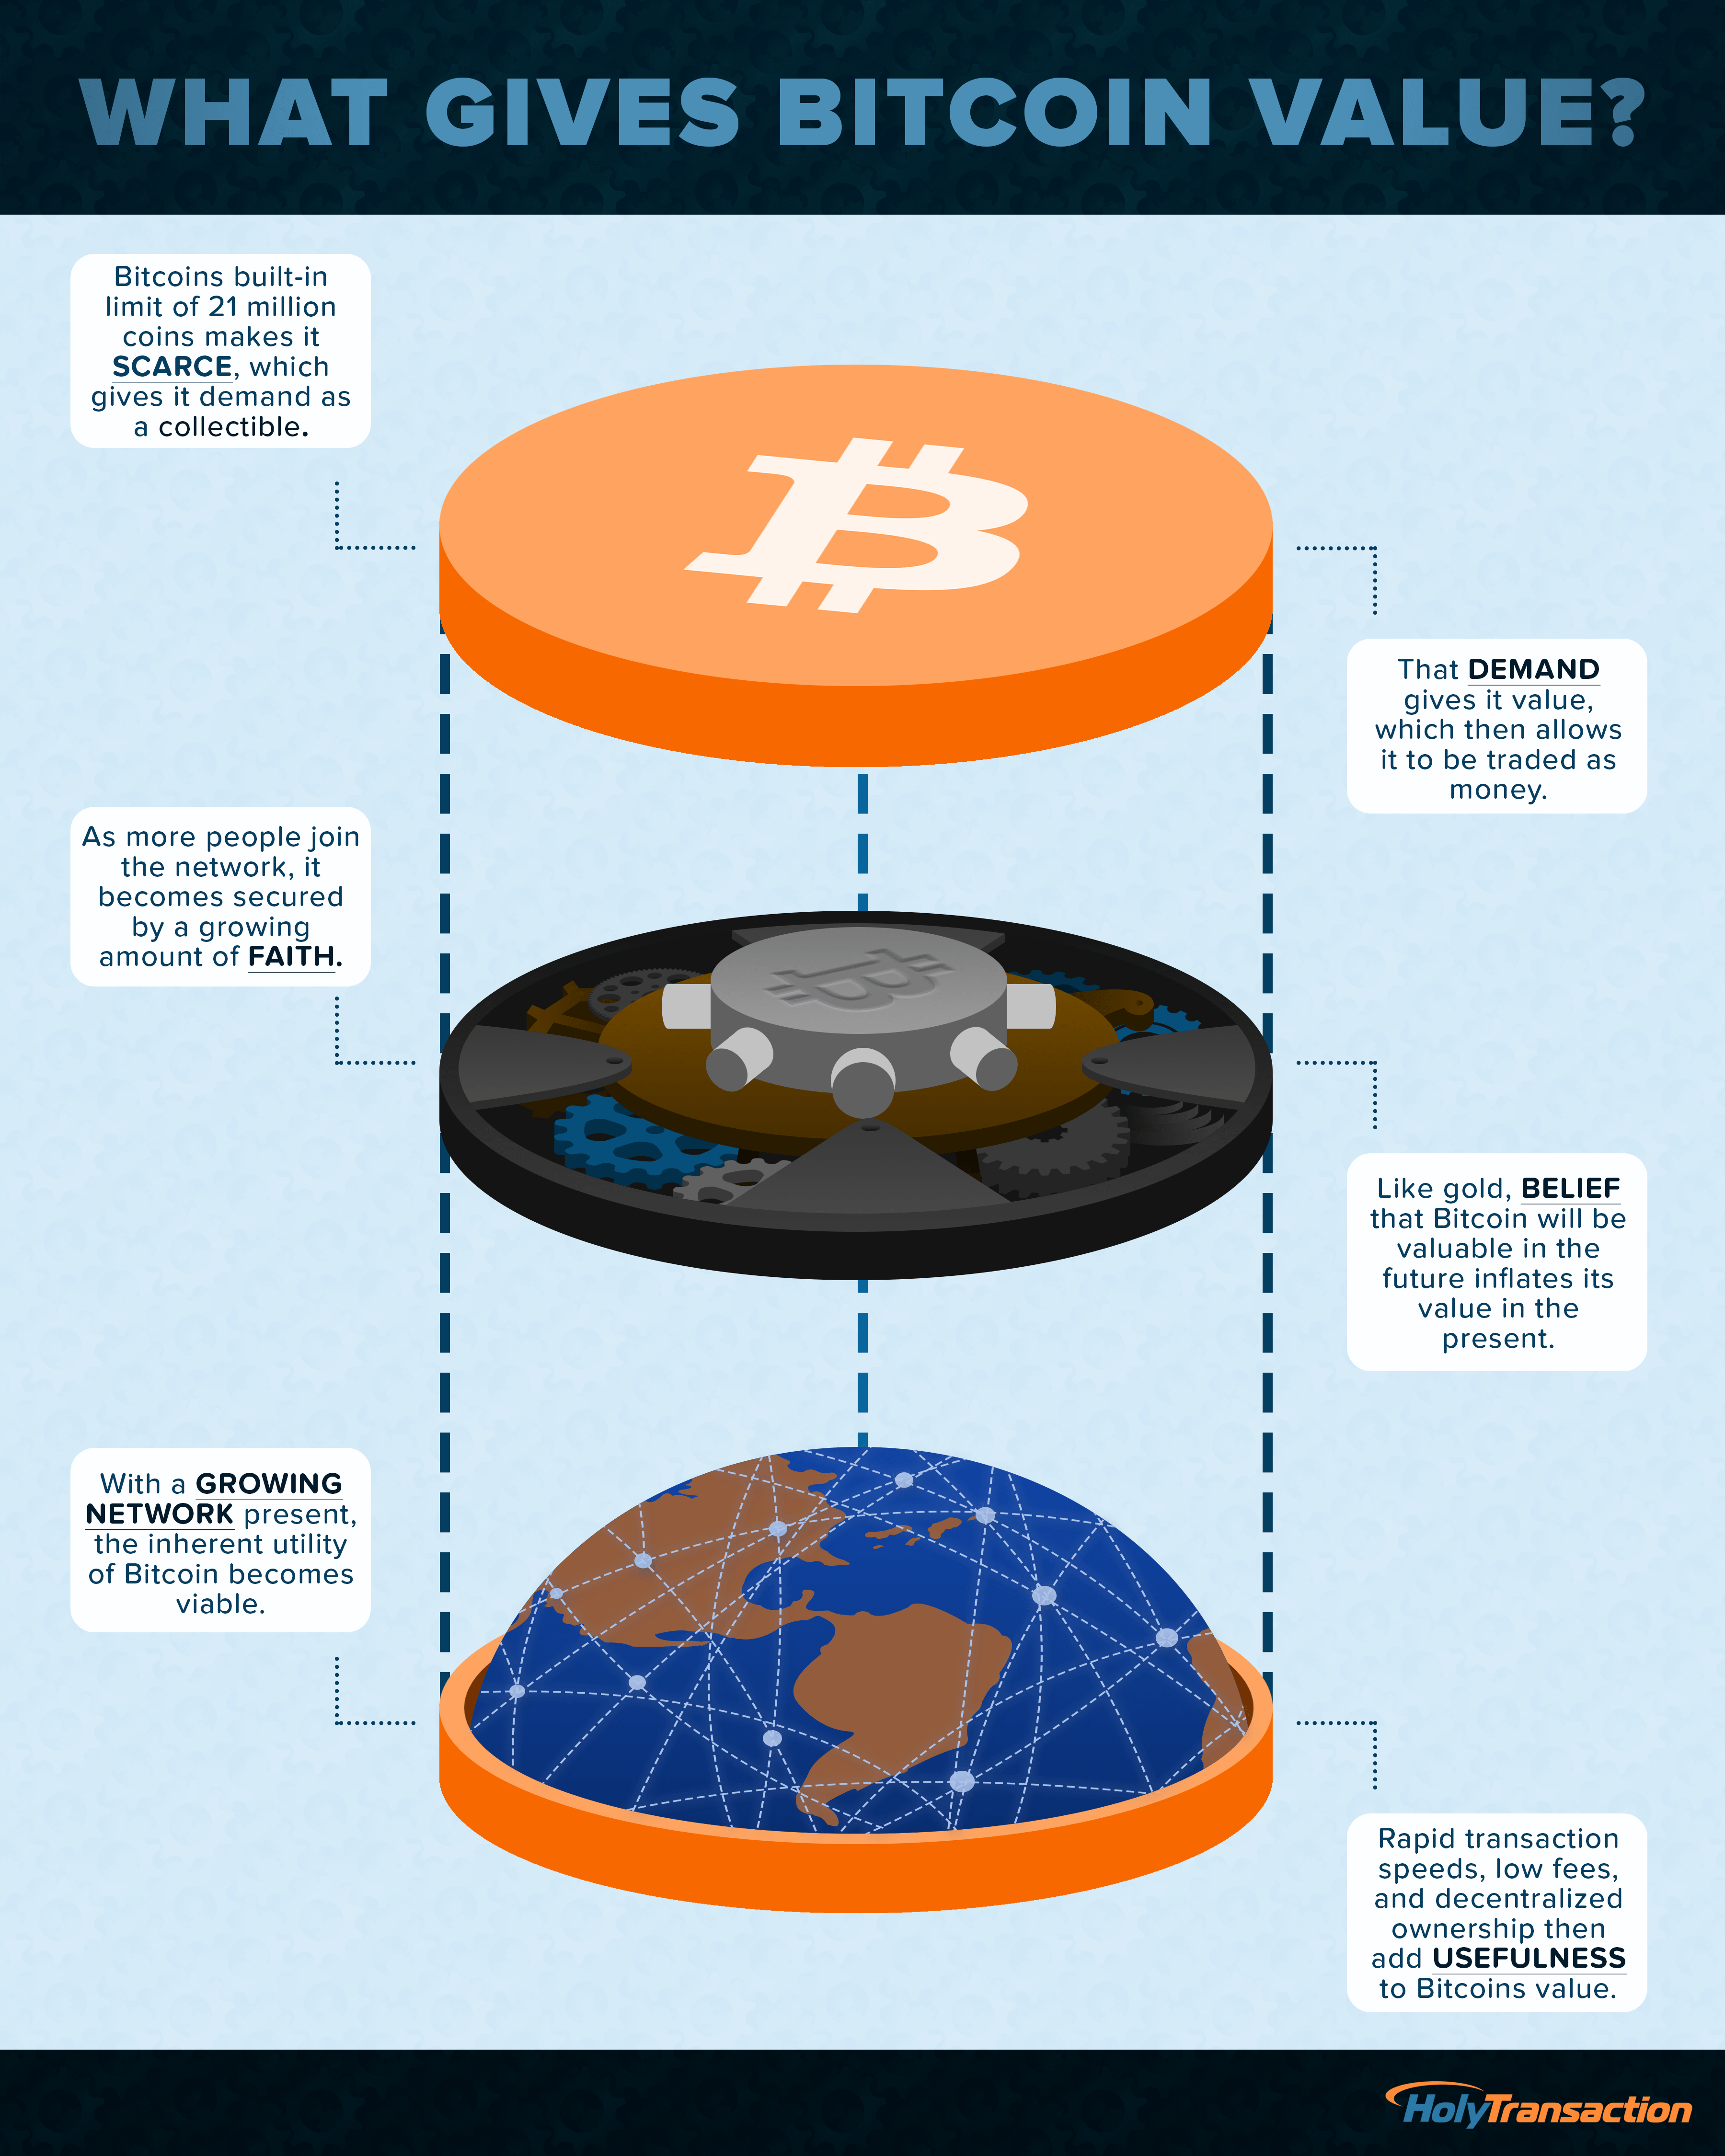 WHAT GIVES BITCOIN VALUE?
Bitcoins built-in
limit of 21 million
coins makes it
SCARCE, which
gives it demand as
a collectible.
That DEMAND
gives it value,
which then allows
it to be traded as
money.
As more people join
the network, it
becomes secured
by a growing
amount of FAITH.
Like gold, BELIEF
that Bitcoin will be
valuable in the
future inflates its
value in the
present.
With a GROWING
NETWORK present,
the inherent utility
of Bitcoin becomes
viable.
Rapid transaction
speeds, low fees,
and decentralized
ownership then
add USEFULNESS
to Bitcoins value.
HolyTransaction